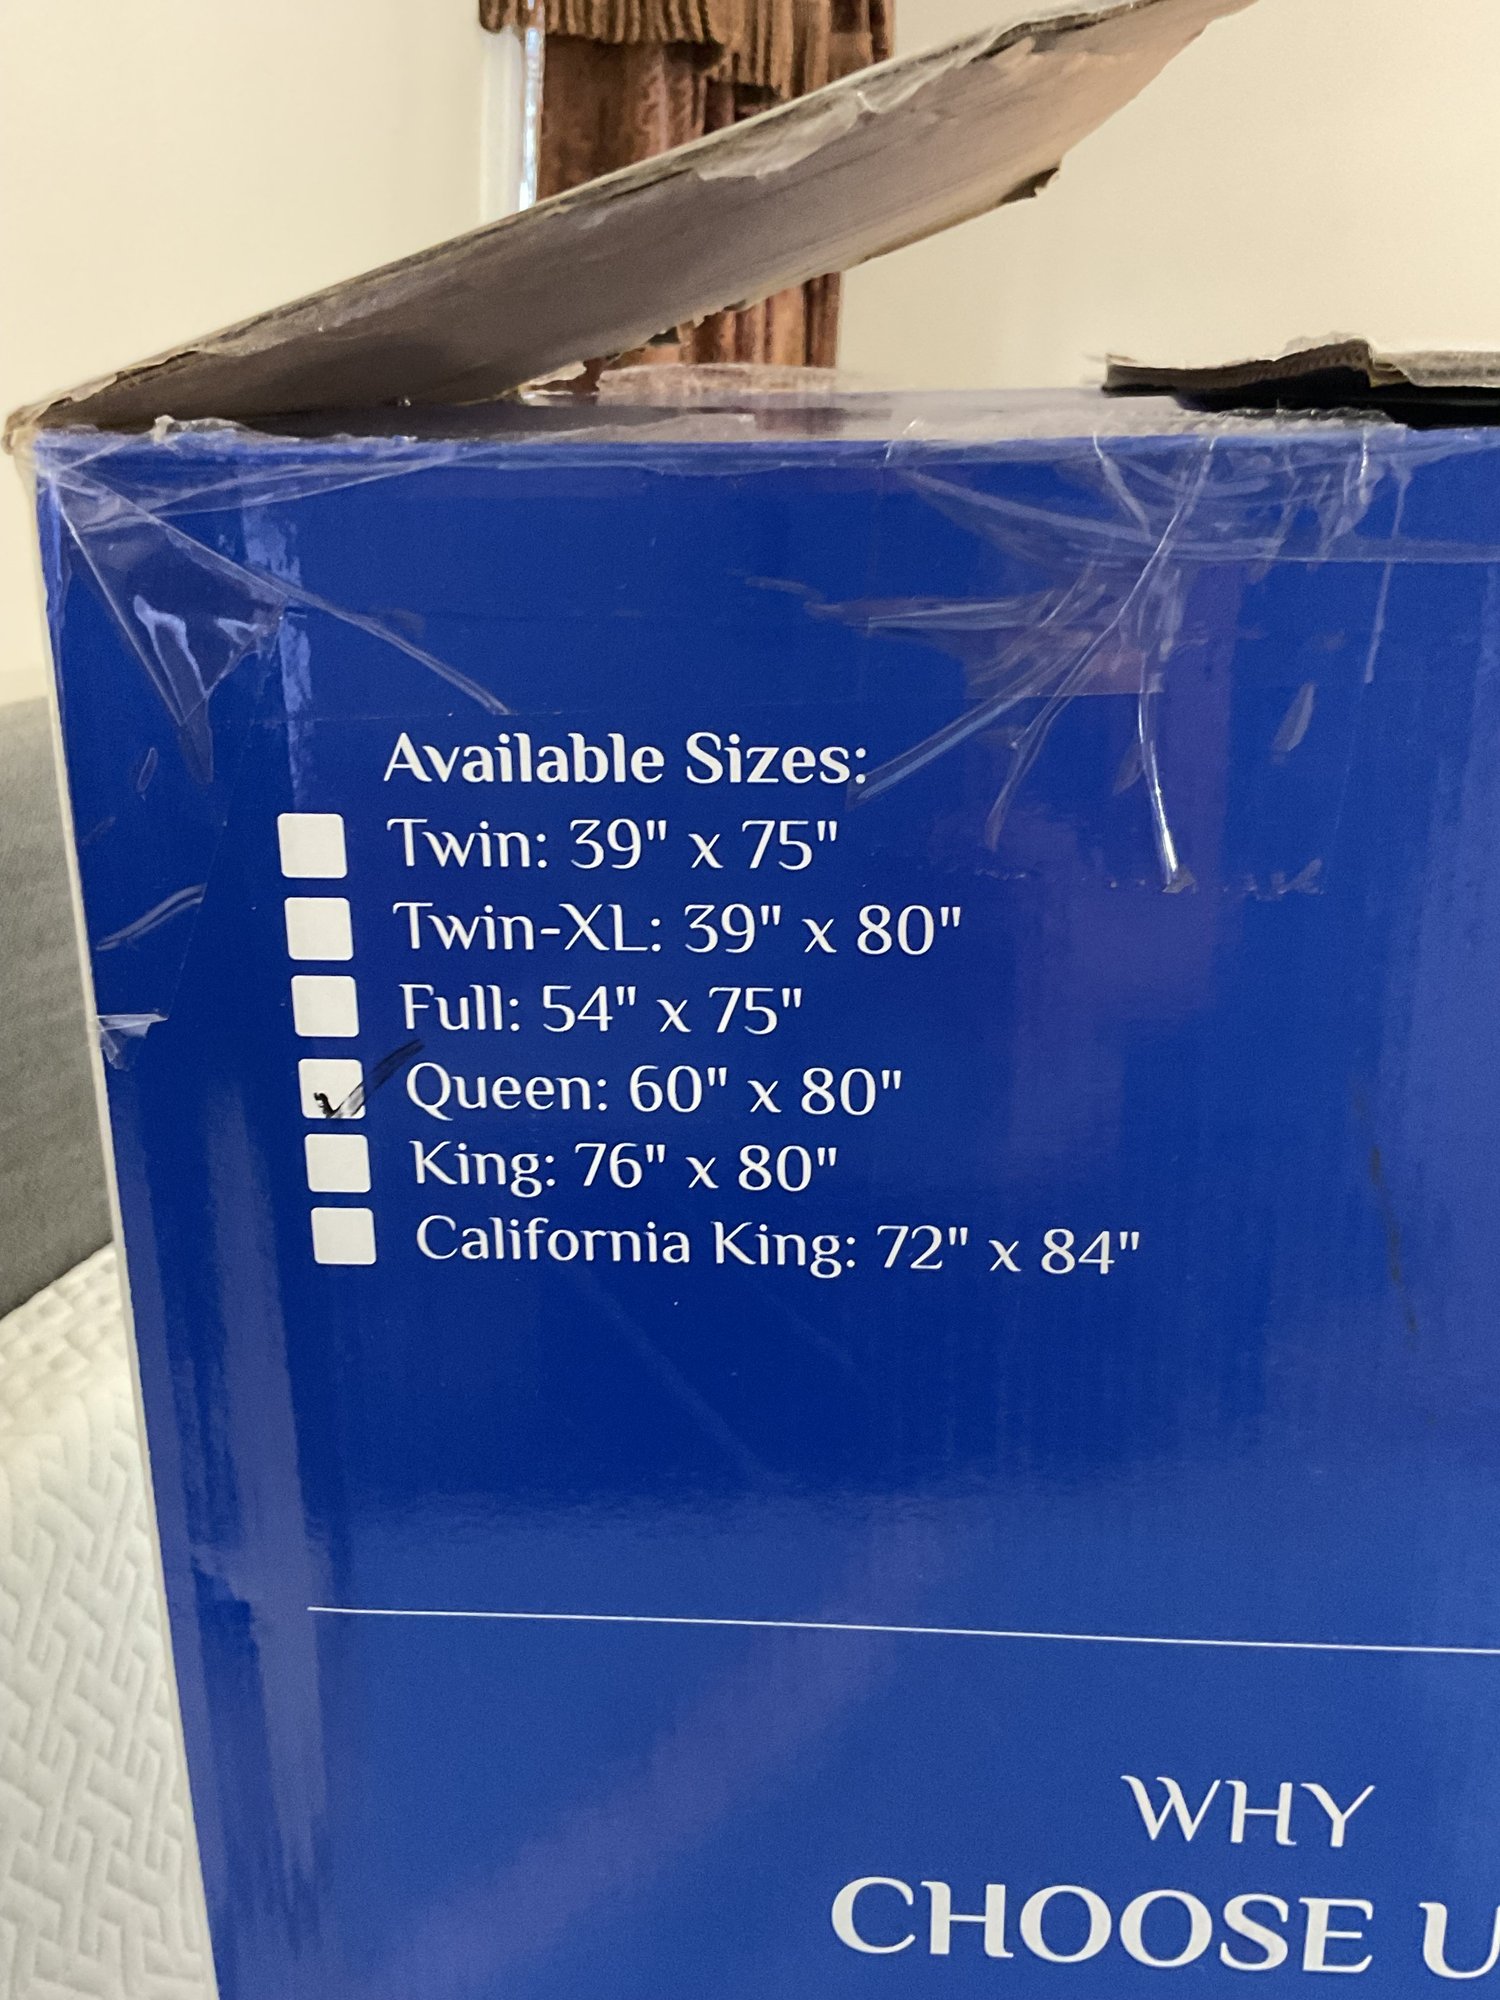 Available Sizes:
Twin: 39" x 75"
Twin-XL: 39" x 80"
Full: 54" x 75"
Queen: 60" x 80"
King: 76" x 80"
California King: 72" x 84"
WHY
CHOOSE